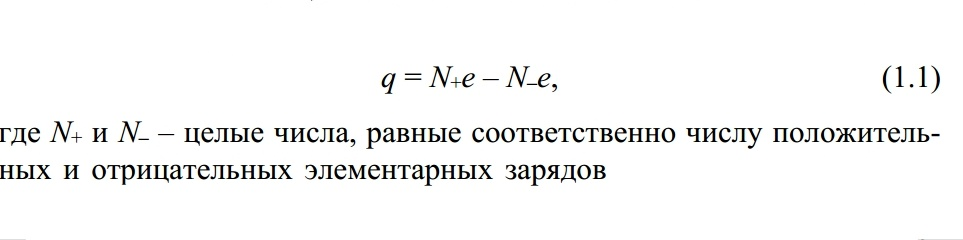 q = N₊e – N₋e, (1.1)
где N₊ и N₋ – целые числа, равные соответственно числу положитель-
ных и отрицательных элементарных зарядов